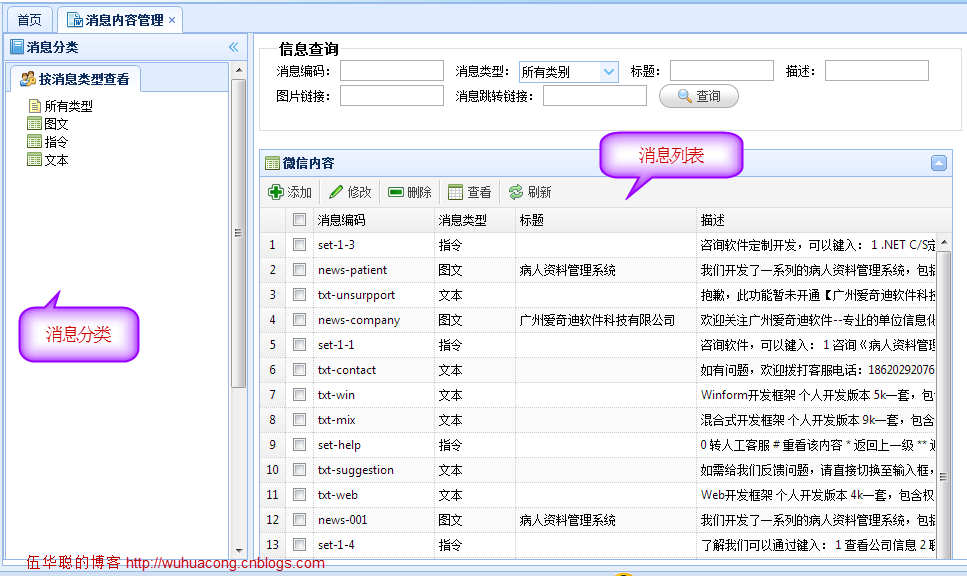 首页 消息内容管理 ×
消息分类 «
按消息类型查看
所有类型
图文
指令
文本
消息分类
信息查询
消息编码： 消息类型： 所有类别 标题： 描述：
图片链接： 消息跳转链接： 查询
消息列表
微信内容
添加 修改 删除 查看 刷新
消息编码 消息类型 标题 描述
1 set-1-3 指令 咨询软件定制开发，可以键入： 1 .NET C/S定
2 news-patient 图文 病人资料管理系统 我们开发了一系列的病人资料管理系统，包括
3 txt-unsurpport 文本 抱歉，此功能暂未开通【广州爱奇迪软件科技
4 news-company 图文 广州爱奇迪软件科技有限公司 欢迎关注广州爱奇迪软件--专业的单位信息化
5 set-1-1 指令 咨询软件，可以键入： 1 咨询《病人资料管理
6 txt-contact 文本 如有问题，欢迎拨打客服电话：18620292076
7 txt-win 文本 Winform开发框架 个人开发版本 5k一套，包含
8 txt-mix 文本 混合式开发框架 个人开发版本 9k一套，包含
9 set-help 指令 0 转人工客服 # 重看该内容 * 返回上一级 ** 返
10 txt-suggestion 文本 如需给我们反馈问题，请直接切换至输入框，
11 txt-web 文本 Web开发框架 个人开发版本 4k一套，包含权
12 news-001 图文 病人资料管理系统 我们开发了一系列的病人资料管理系统，包括
13 set-1-4 指令 了解我们可以通过键入： 1 查看公司信息 2 联
伍华聪的博客 http://wuhuacong.cnblogs.com